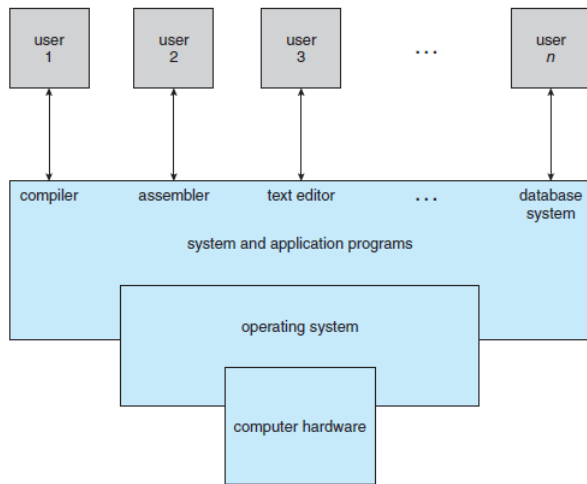 user
1
user
2
user
3
...
user
n
compiler
assembler
text editor
...
database
system
system and application programs
operating system
computer hardware